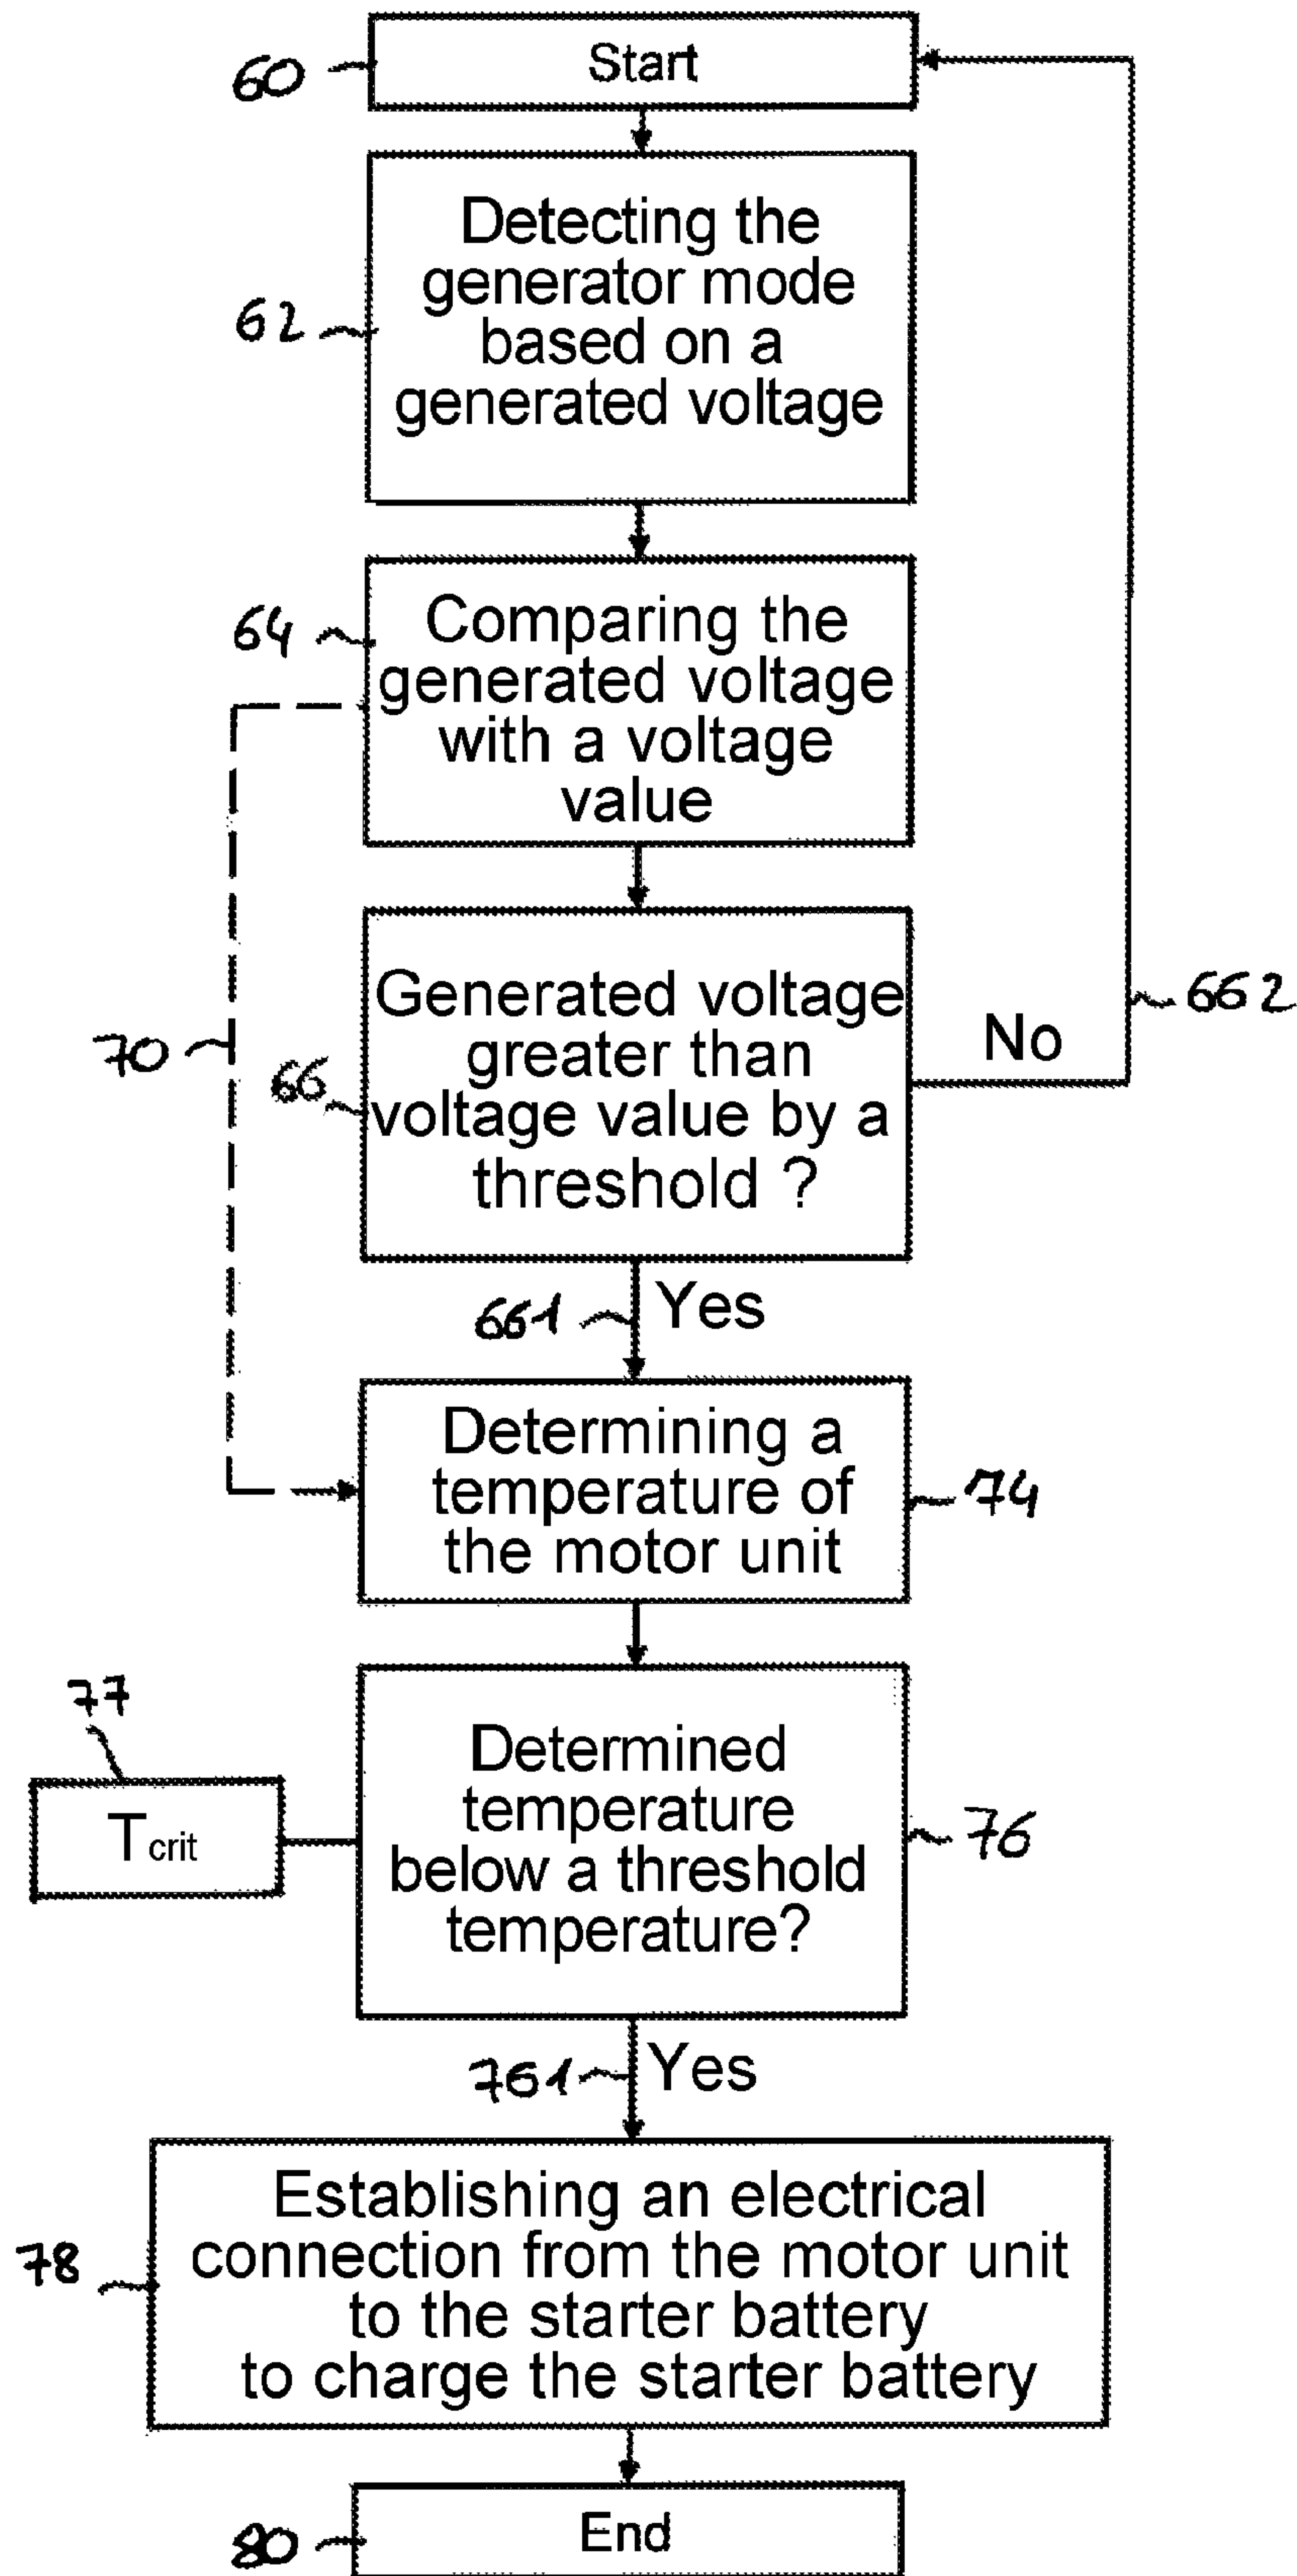 Start
60
Detecting the
generator mode
based on a
generated voltage
62
64
Comparing the
generated voltage
with a voltage
value
70
66
Generated voltage
greater than
voltage value by a
threshold ?
No
662
661
Yes
Determining a
temperature of
the motor unit
74
77
Tcrit
Determined
temperature
below a threshold
temperature?
76
761
Yes
78
Establishing an electrical
connection from the motor unit
to the starter battery
to charge the starter battery
80
End